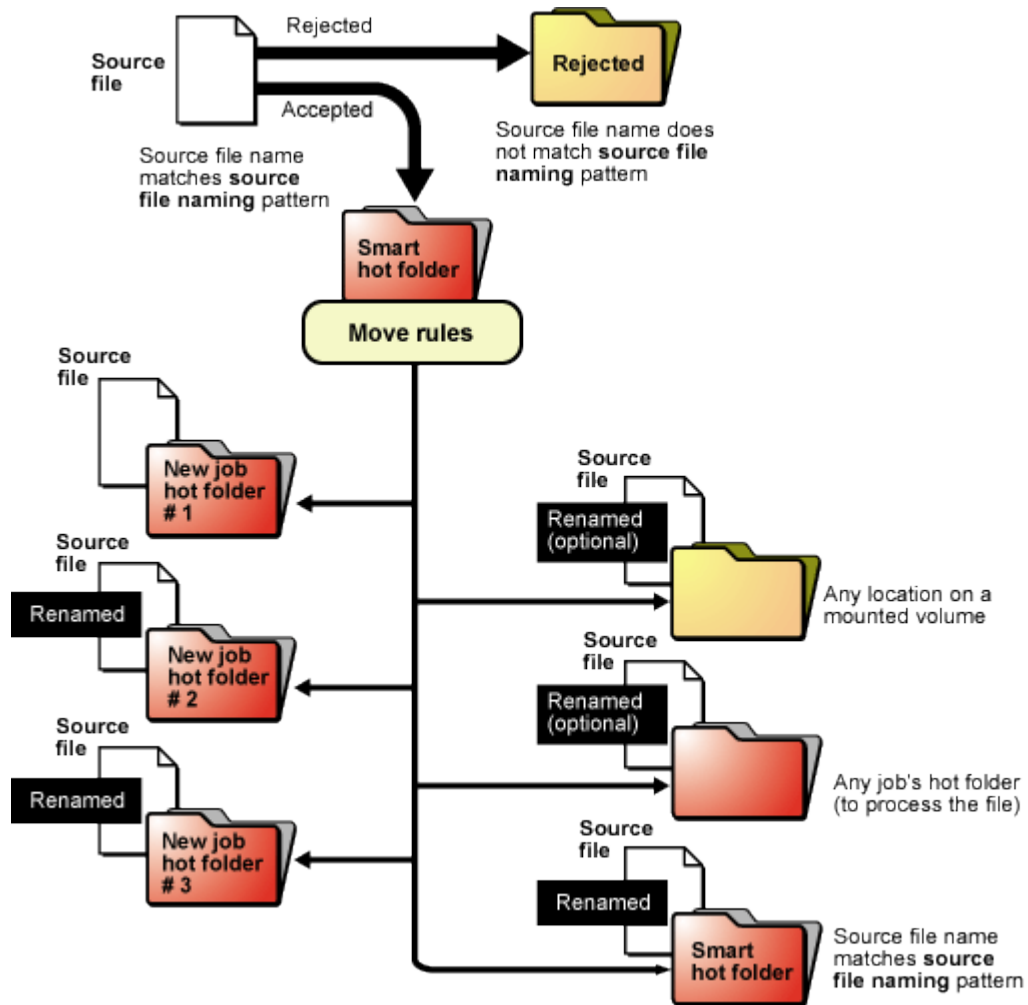 Source
file
Rejected
Rejected
Accepted
Source file name
matches source
file naming pattern
Source file name does
not match source file
naming pattern
Smart
hot folder
Move rules
Source
file
New job
hot folder
# 1
Source
file
Renamed
(optional)
Any location on a
mounted volume
Source
file
Renamed
New job
hot folder
# 2
Source
file
Renamed
(optional)
Any job's hot folder
(to process the file)
Source
file
Renamed
New job
hot folder
# 3
Source
file
Renamed
Smart
hot folder
Source file name
matches source
file naming pattern